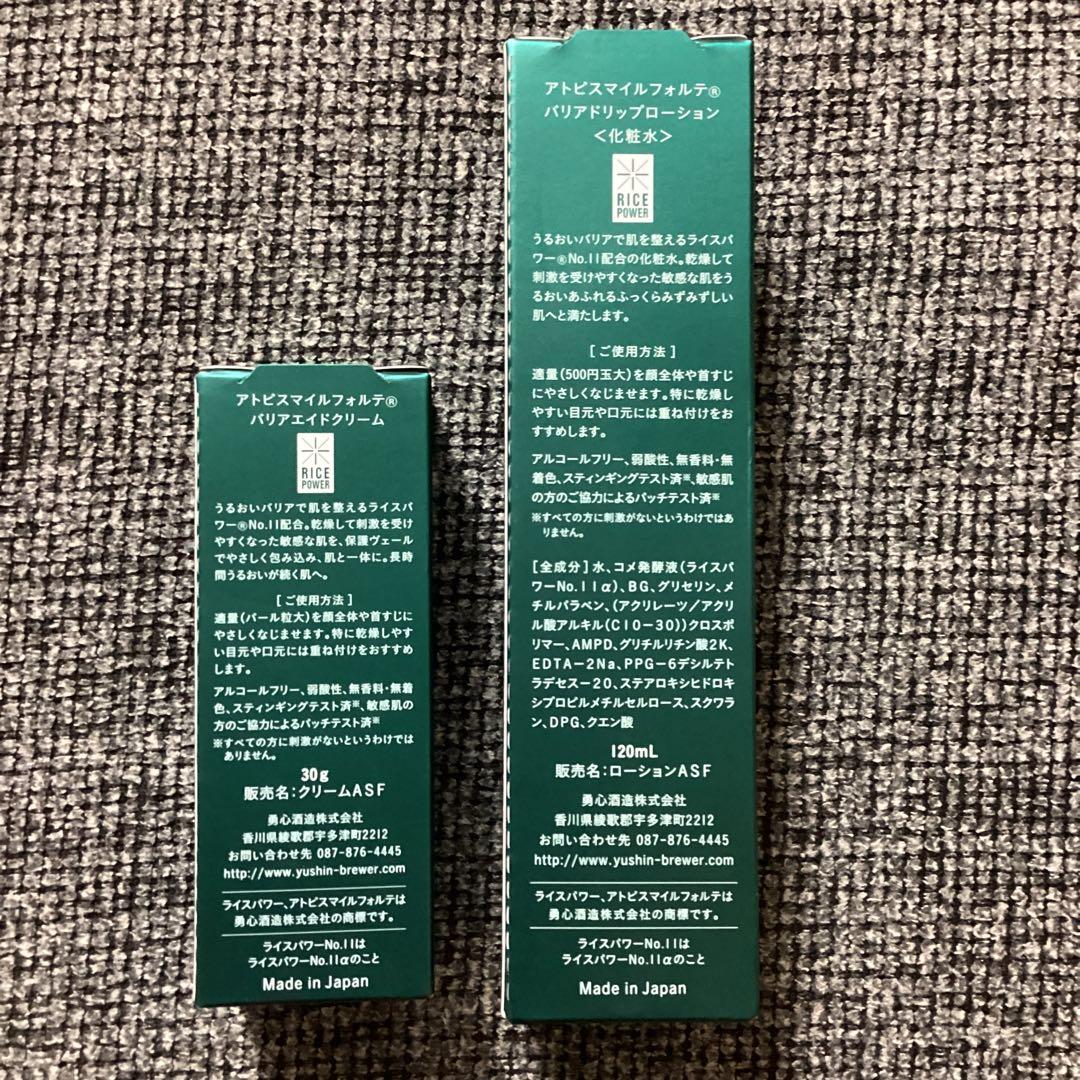 アトピスマイルフォルテ®
バリアエイドクリーム
RICE
POWER
うるおいバリアで肌を整えるライスパ
ワー®No.11配合。乾燥して刺激を受け
やすくなった敏感な肌を、保護ヴェール
でやさしく包み込み、肌と一体に。長時
間うるおいが続く肌へ。
[ご使用方法]
適量(パール粒大)を顔全体や首すじに
やさしくなじませます。特に乾燥しやす
い目元や口元には重ね付けをおすすめ
します。
アルコールフリー、弱酸性、無香料・無着
色、スティンギングテスト済※、敏感肌の
方のご協力によるパッチテスト済※
※すべての方に刺激がないというわけでは
ありません。
30g
販売名:クリームASF
勇心酒造株式会社
香川県綾歌郡宇多津町2212
お問い合わせ先 087-876-4445
http://www.yushin-brewer.com
ライスパワー、アトピスマイルフォルテは
勇心酒造株式会社の商標です。
ライスパワーNo.11は
ライスパワーNo.11αのこと
Made in Japan
アトピスマイルフォルテ®
バリアドリップローション
<化粧水>
RICE
POWER
うるおいバリアで肌を整えるライスパ
ワー®No.11配合の化粧水。乾燥して
刺激を受けやすくなった敏感な肌をう
るおいあふれるふっくらみずみずしい
肌へと満たします。
[ご使用方法]
適量(500円玉大)を顔全体や首すじ
にやさしくなじませます。特に乾燥し
やすい目元や口元には重ね付けをお
すすめします。
アルコールフリー、弱酸性、無香料・無
着色、スティンギングテスト済※、敏感肌
の方のご協力によるパッチテスト済※
※すべての方に刺激がないというわけではあ
りません。
[全成分]水、コメ発酵液(ライスパ
ワーNo.11α)、BG、グリセリン、メ
チルパラベン、(アクリレーツ/アクリ
ル酸アルキル(C10-30))クロスポ
リマー、AMPD、グリチルリチン酸2K、
EDTA-2Na、PPG-6デシルテト
ラデセス-20、ステアロキシヒドロキ
シプロピルメチルセルロース、スクワラ
ン、DPG、クエン酸
120mL
販売名:ローションASF
勇心酒造株式会社
香川県綾歌郡宇多津町2212
お問い合わせ先 087-876-4445
http://www.yushin-brewer.com
ライスパワー、アトピスマイルフォルテは
勇心酒造株式会社の商標です。
ライスパワーNo.11は
ライスパワーNo.11αのこと
Made in Japan